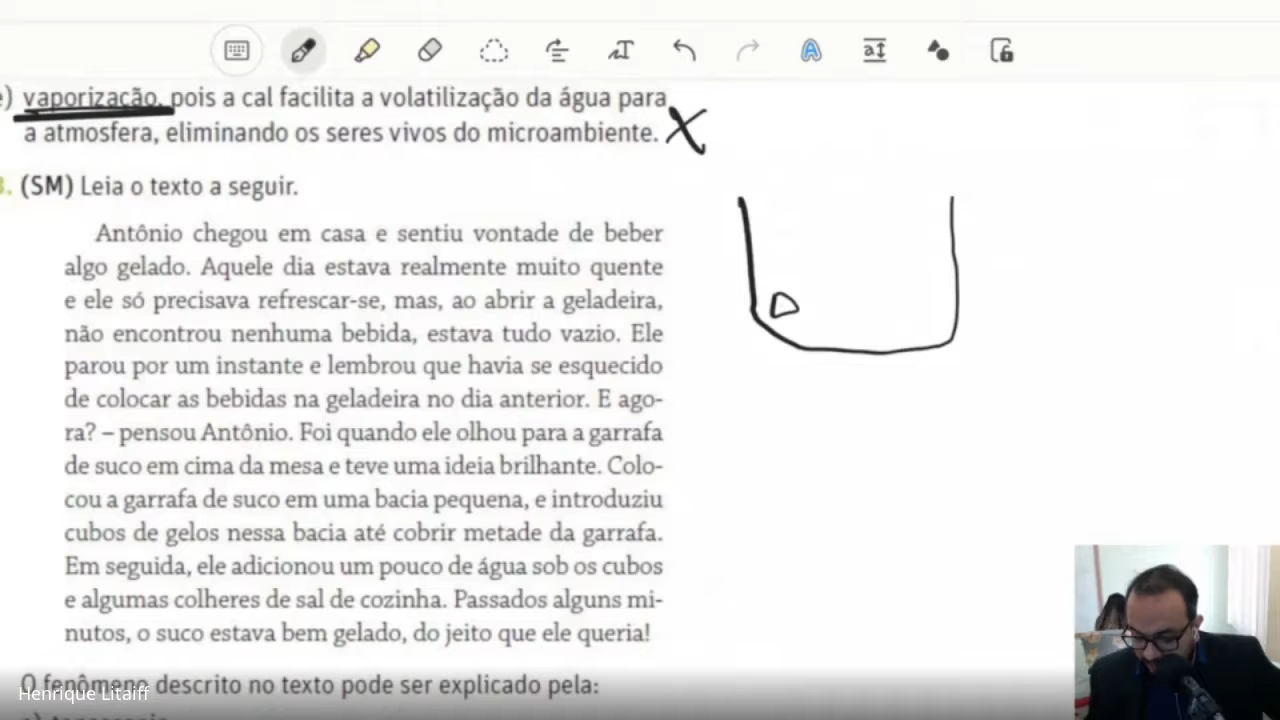 e) vaporização, pois a cal facilita a volatilização da água para
a atmosfera, eliminando os seres vivos do microambiente. X
3. (SM) Leia o texto a seguir.
Antônio chegou em casa e sentiu vontade de beber
algo gelado. Aquele dia estava realmente muito quente
e ele só precisava refrescar-se, mas, ao abrir a geladeira,
não encontrou nenhuma bebida, estava tudo vazio. Ele
parou por um instante e lembrou que havia se esquecido
de colocar as bebidas na geladeira no dia anterior. E ago-
ra? – pensou Antônio. Foi quando ele olhou para a garrafa
de suco em cima da mesa e teve uma ideia brilhante. Colo-
cou a garrafa de suco em uma bacia pequena, e introduziu
cubos de gelos nessa bacia até cobrir metade da garrafa.
Em seguida, ele adicionou um pouco de água sob os cubos
e algumas colheres de sal de cozinha. Passados alguns mi-
nutos, o suco estava bem gelado, do jeito que ele queria!
O fenômeno descrito no texto pode ser explicado pela:
Henrique Litaiff